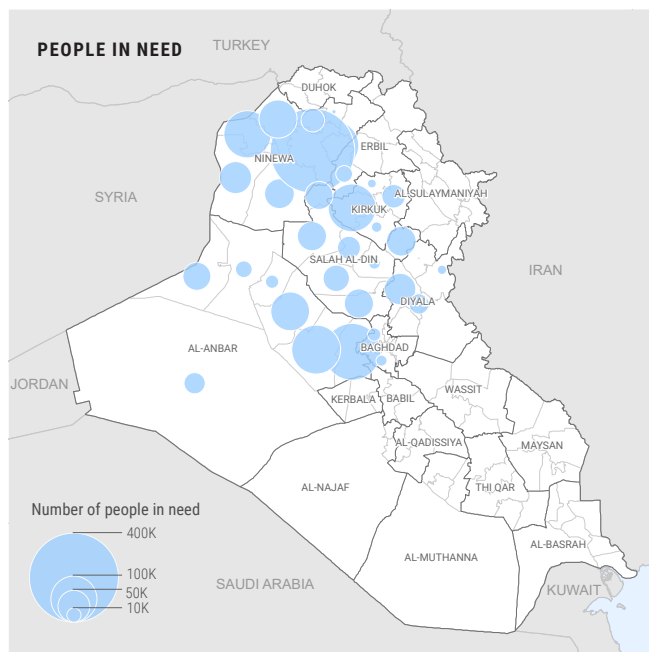 PEOPLE IN NEED
TURKEY
DUHOK
ERBIL
NINEWA
SYRIA
AL-SULAYMANIYAH
KIRKUK
SALAH AL-DIN
IRAN
DIYALA
AL-ANBAR
BAGHDAD
JORDAN
WASSIT
KERBALA
BABIL
AL-QADISSIYA
MAYSAN
AL-NAJAF
THI QAR
Number of people in need
400K
AL-BASRAH
AL-MUTHANNA
100K
50K
10K
SAUDI ARABIA
KUWAIT